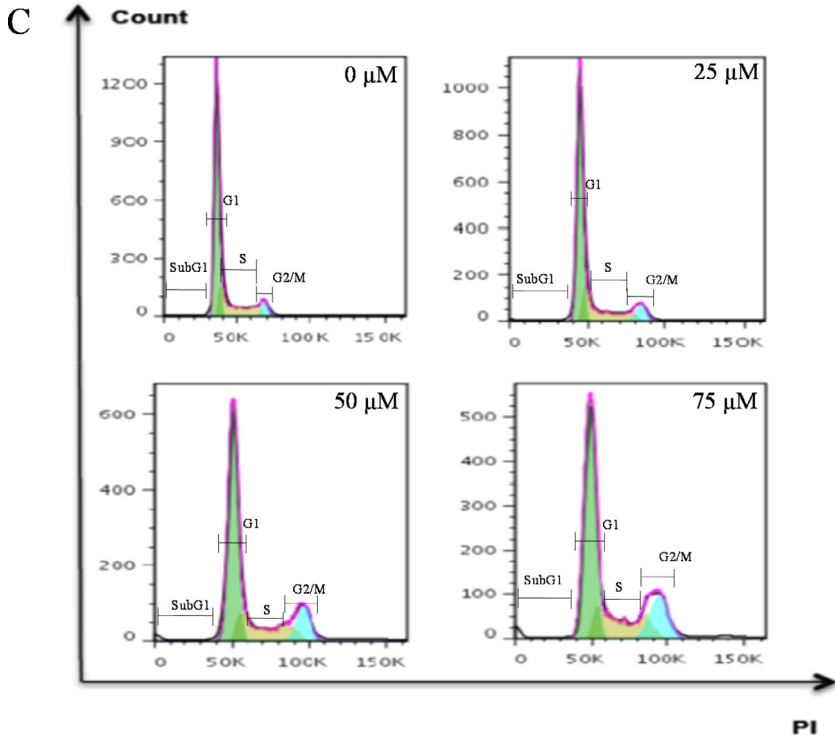 C
Count
0 μM
1200
900
600
300
0
SubG1
G1
S
G2/M
0 50K 100K 150K
25 μM
1000
800
600
400
200
0
SubG1
G1
S
G2/M
0 50K 100K 150K
50 μM
600
400
200
0
SubG1
G1
S
G2/M
0 50K 100K 150K
75 μM
500
400
300
200
100
0
SubG1
G1
S
G2/M
0 50K 100K 150K
PI